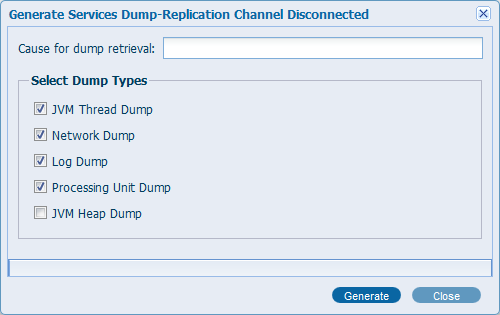 Generate Services Dump-Replication Channel Disconnected
Cause for dump retrieval:
Select Dump Types
JVM Thread Dump
Network Dump
Log Dump
Processing Unit Dump
JVM Heap Dump
Generate Close